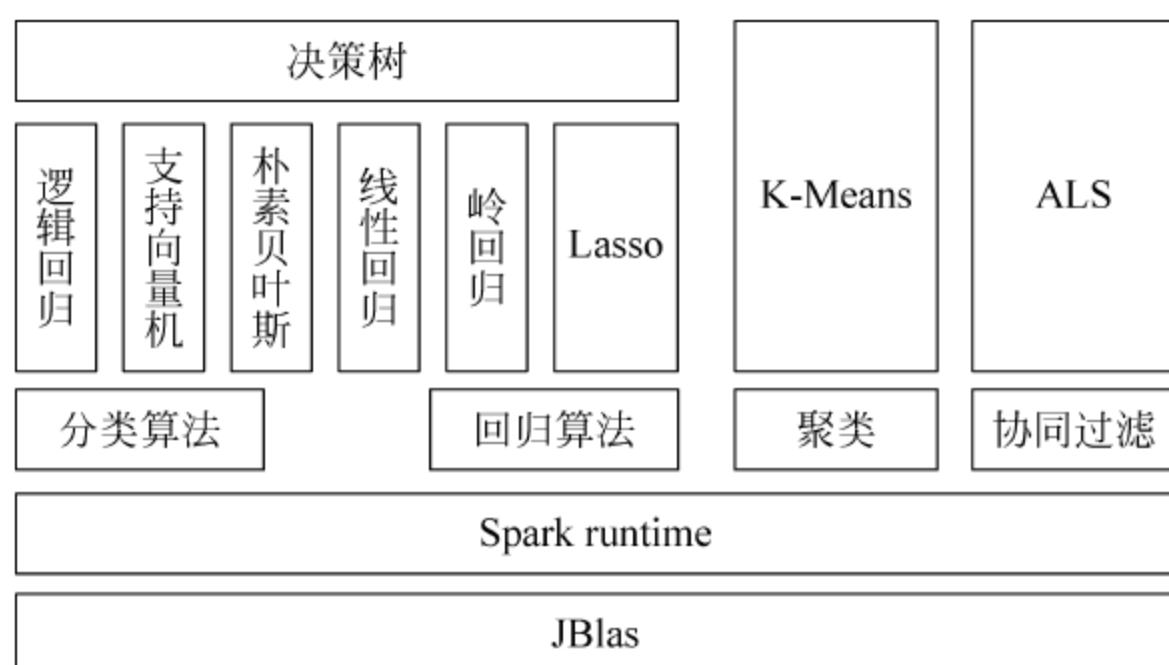 决策树
逻辑回归
支持向量机
朴素贝叶斯
线性回归
岭回归
Lasso
K-Means
ALS
分类算法
回归算法
聚类
协同过滤
Spark runtime
JBlas